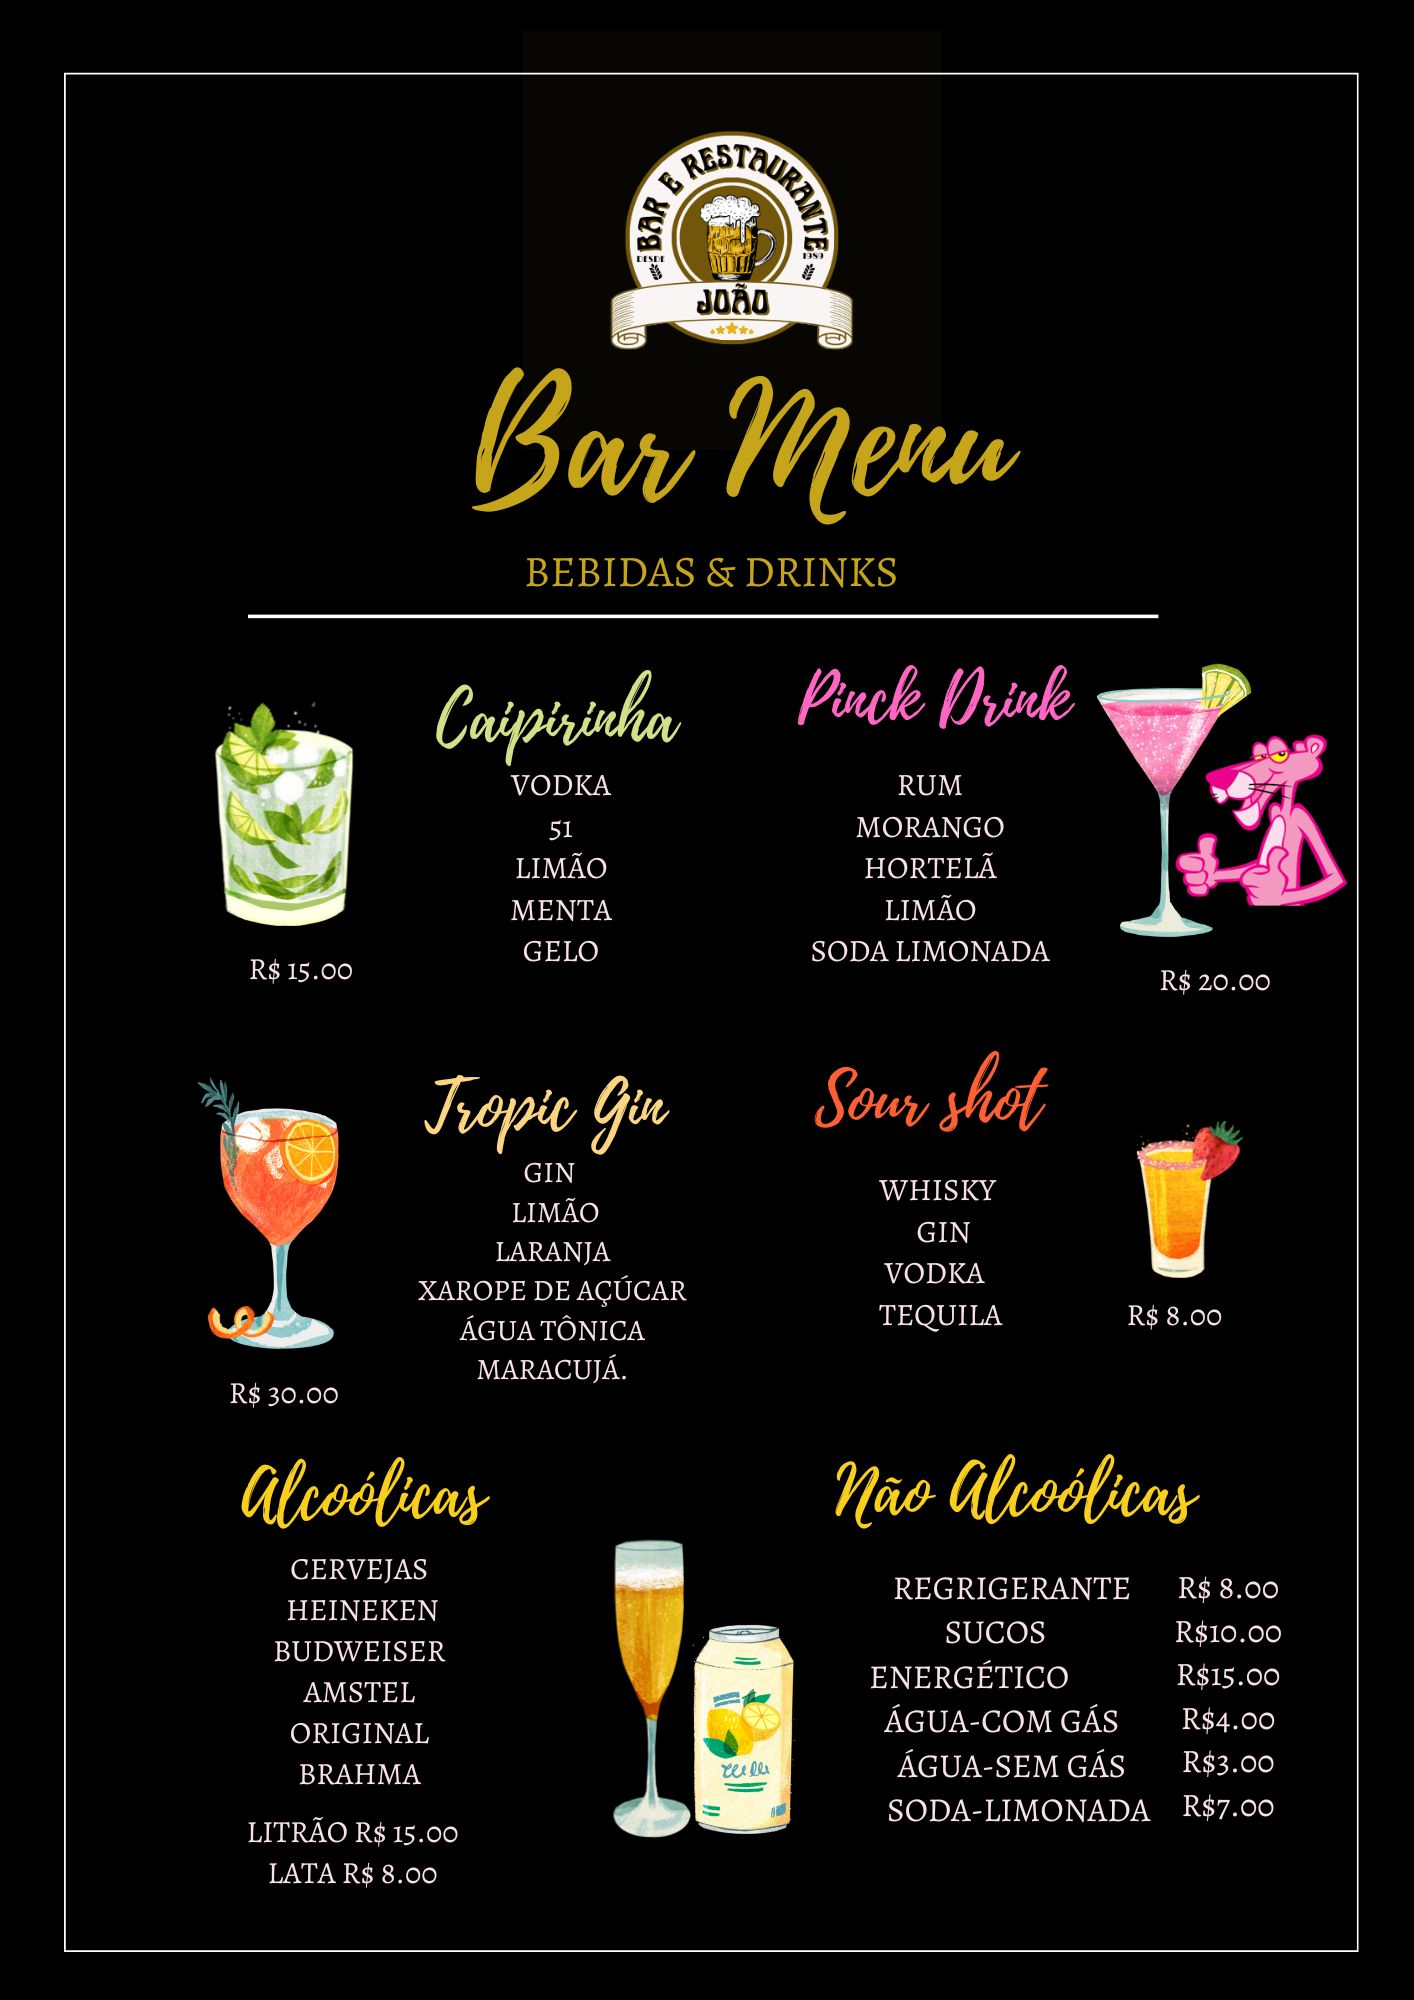 BAR E RESTAURANTE
DESDE 1989
JOÃO
Bar Menu
BEBIDAS & DRINKS
Caipirinha
VODKA
51
LIMÃO
MENTA
GELO
R$ 15.00
Pinck Drink
RUM
MORANGO
HORTELÃ
LIMÃO
SODA LIMONADA
R$ 20.00
Tropic Gin
GIN
LIMÃO
LARANJA
XAROPE DE AÇÚCAR
ÁGUA TÔNICA
MARACUJÁ.
R$ 30.00
Sour shot
WHISKY
GIN
VODKA
TEQUILA
R$ 8.00
Alcoólicas
CERVEJAS
HEINEKEN
BUDWEISER
AMSTEL
ORIGINAL
BRAHMA
LITRÃO R$ 15.00
LATA R$ 8.00
Não Alcoólicas
REGRIGERANTE R$ 8.00
SUCOS R$10.00
ENERGÉTICO R$15.00
ÁGUA-COM GÁS R$4.00
ÁGUA-SEM GÁS R$3.00
SODA-LIMONADA R$7.00